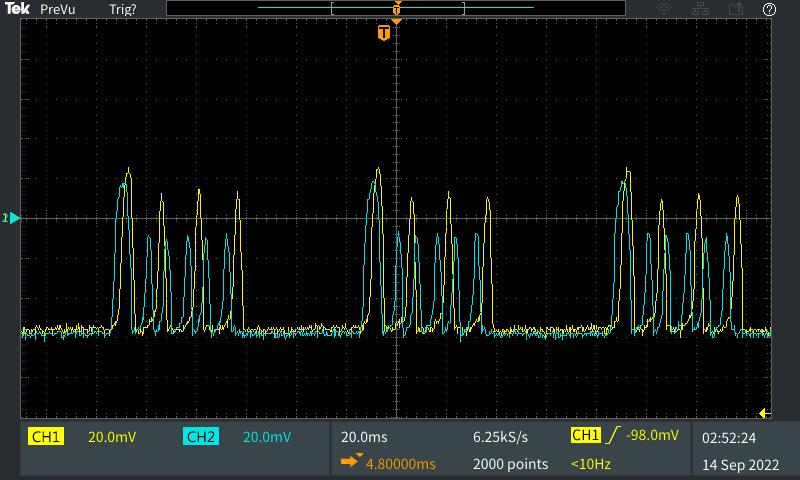 Tek PreVu Trig?
T
T
2
CH1 20.0mV CH2 20.0mV 20.0ms 6.25kS/s CH1 -98.0mV 02:52:24
4.80000ms 2000 points <10Hz 14 Sep 2022